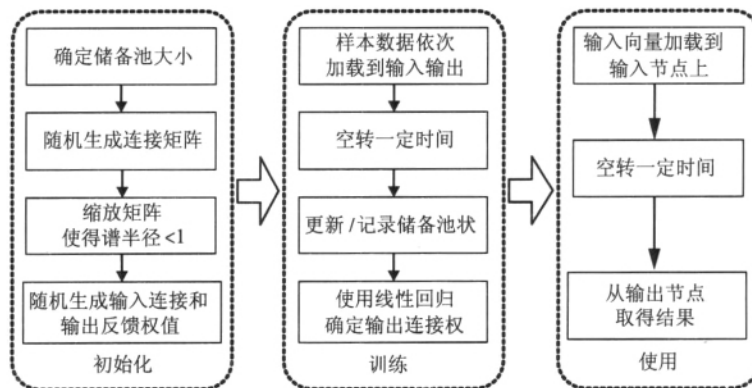 确定储备池大小
随机生成连接矩阵
缩放矩阵
使得谱半径<1
随机生成输入连接和
输出反馈权值
初始化
样本数据依次
加载到输入输出
空转一定时间
更新/记录储备池状
使用线性回归
确定输出连接权
训练
输入向量加载到
输入节点上
空转一定时间
从输出节点
取得结果
使用